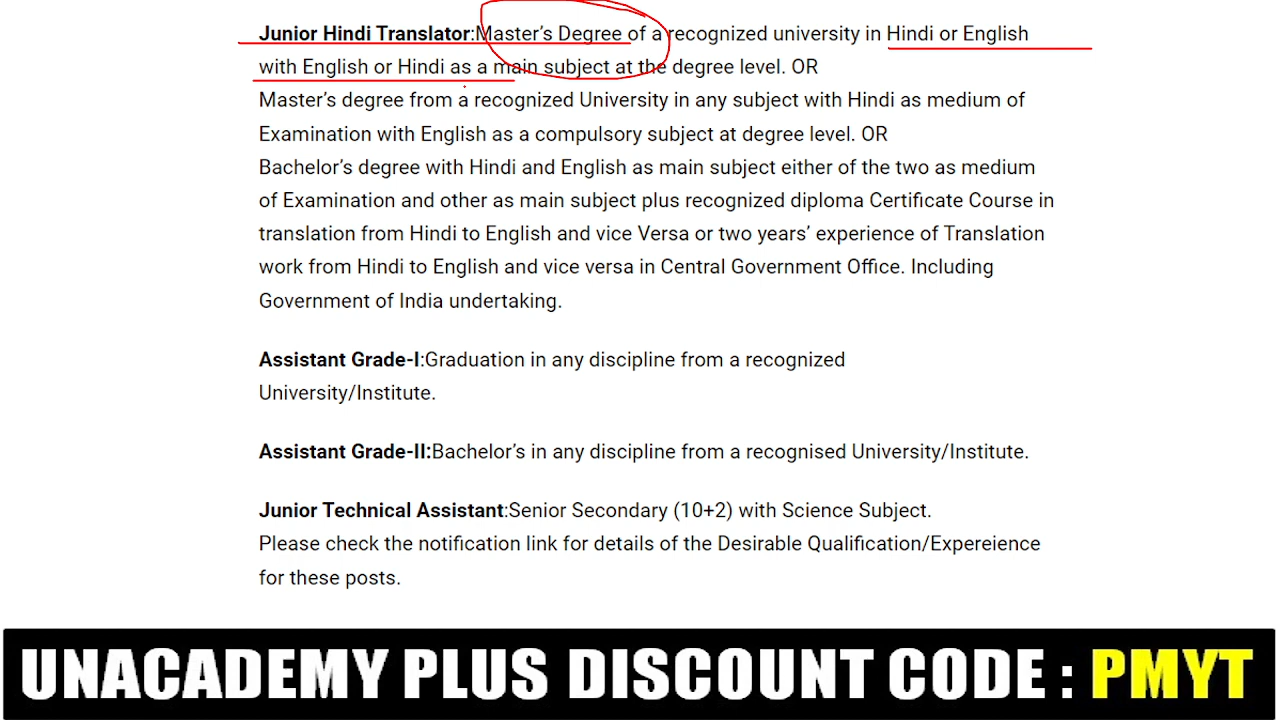 Junior Hindi Translator:Master’s Degree of a recognized university in Hindi or English
with English or Hindi as a main subject at the degree level. OR
Master’s degree from a recognized University in any subject with Hindi as medium of
Examination with English as a compulsory subject at degree level. OR
Bachelor’s degree with Hindi and English as main subject either of the two as medium
of Examination and other as main subject plus recognized diploma Certificate Course in
translation from Hindi to English and vice Versa or two years’ experience of Translation
work from Hindi to English and vice versa in Central Government Office. Including
Government of India undertaking.
Assistant Grade-I:Graduation in any discipline from a recognized
University/Institute.
Assistant Grade-II:Bachelor’s in any discipline from a recognised University/Institute.
Junior Technical Assistant:Senior Secondary (10+2) with Science Subject.
Please check the notification link for details of the Desirable Qualification/Expereience
for these posts.
UNACADEMY PLUS DISCOUNT CODE : PMYT